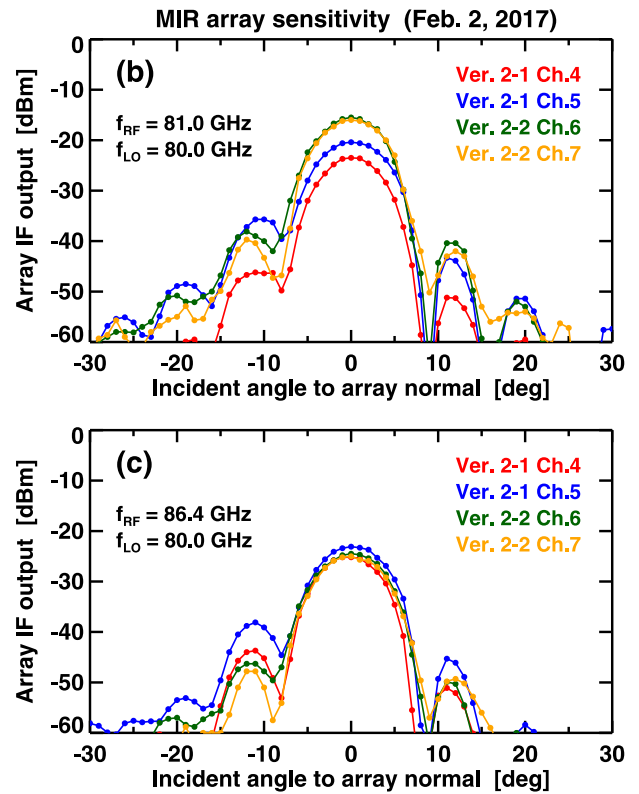 MIR array sensitivity (Feb. 2, 2017)
(b)
Ver. 2-1 Ch.4
Ver. 2-1 Ch.5
Ver. 2-2 Ch.6
Ver. 2-2 Ch.7
f_RF = 81.0 GHz
f_LO = 80.0 GHz
Array IF output [dBm]
0
-10
-20
-30
-40
-50
-60
-30 -20 -10 0 10 20 30
Incident angle to array normal [deg]
(c)
Ver. 2-1 Ch.4
Ver. 2-1 Ch.5
Ver. 2-2 Ch.6
Ver. 2-2 Ch.7
f_RF = 86.4 GHz
f_LO = 80.0 GHz
Array IF output [dBm]
0
-10
-20
-30
-40
-50
-60
-30 -20 -10 0 10 20 30
Incident angle to array normal [deg]